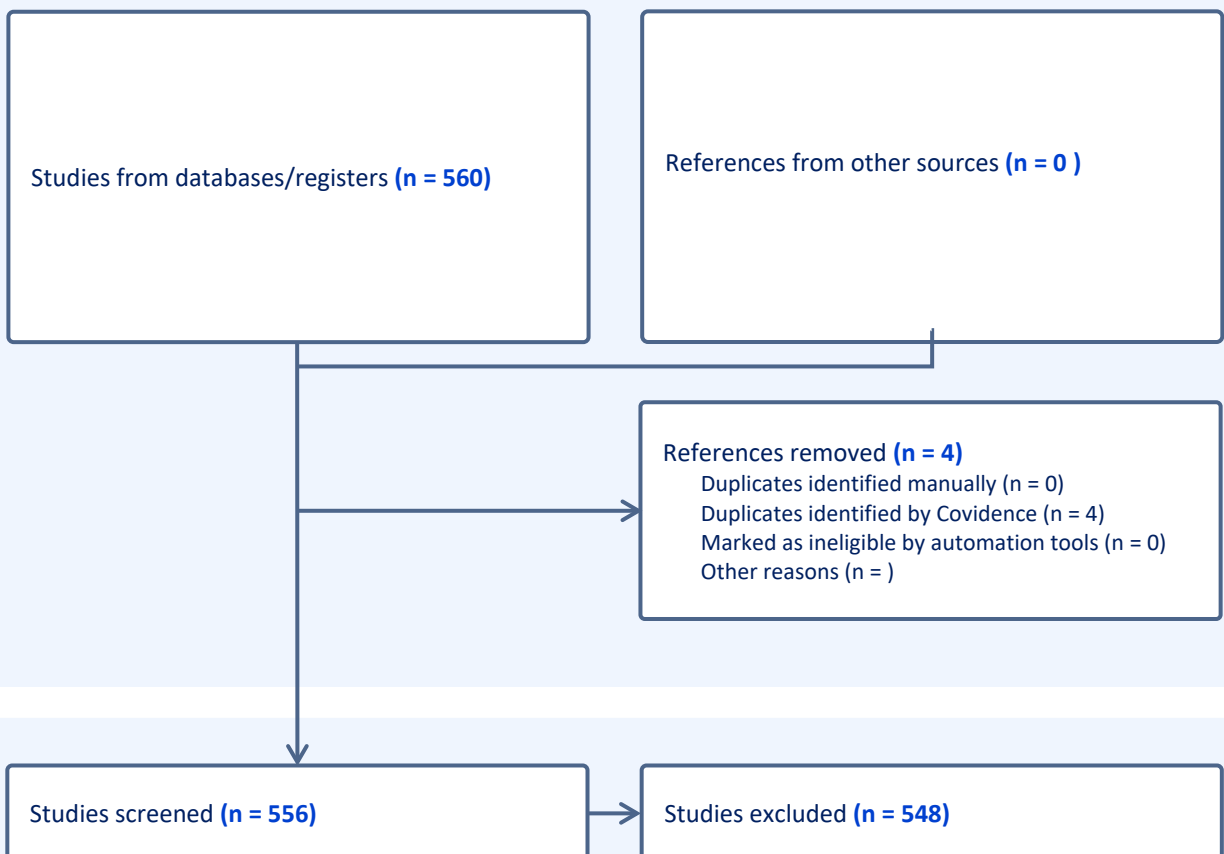 Studies from databases/registers (n = 560)
References from other sources (n = 0 )
References removed (n = 4)
Duplicates identified manually (n = 0)
Duplicates identified by Covidence (n = 4)
Marked as ineligible by automation tools (n = 0)
Other reasons (n = )
Studies screened (n = 556)
Studies excluded (n = 548)